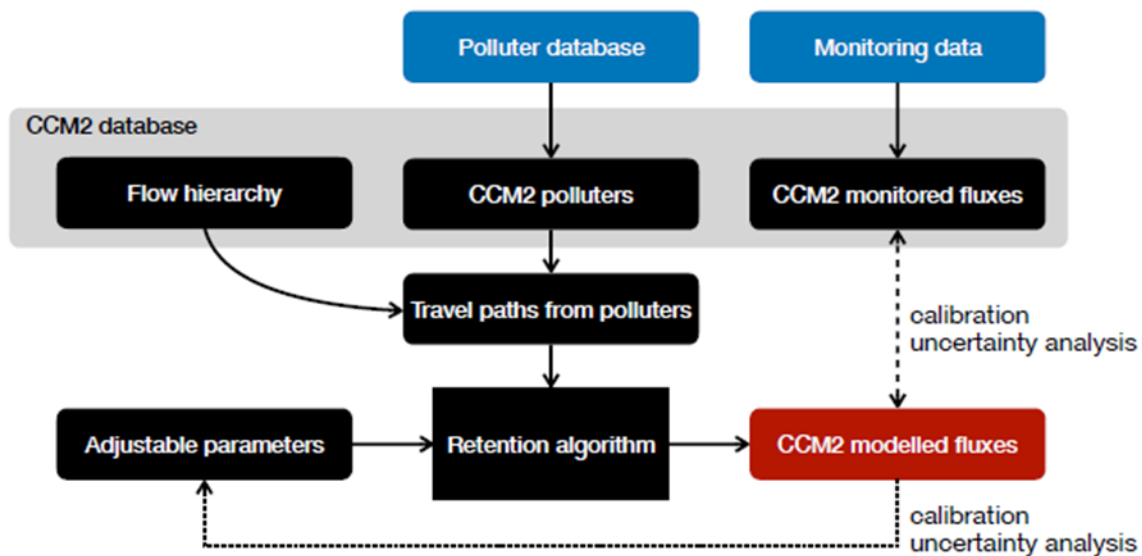 Polluter database
Monitoring data
CCM2 database
Flow hierarchy
CCM2 polluters
CCM2 monitored fluxes
Travel paths from polluters
calibration
uncertainty analysis
Adjustable parameters
Retention algorithm
CCM2 modelled fluxes
calibration
uncertainty analysis